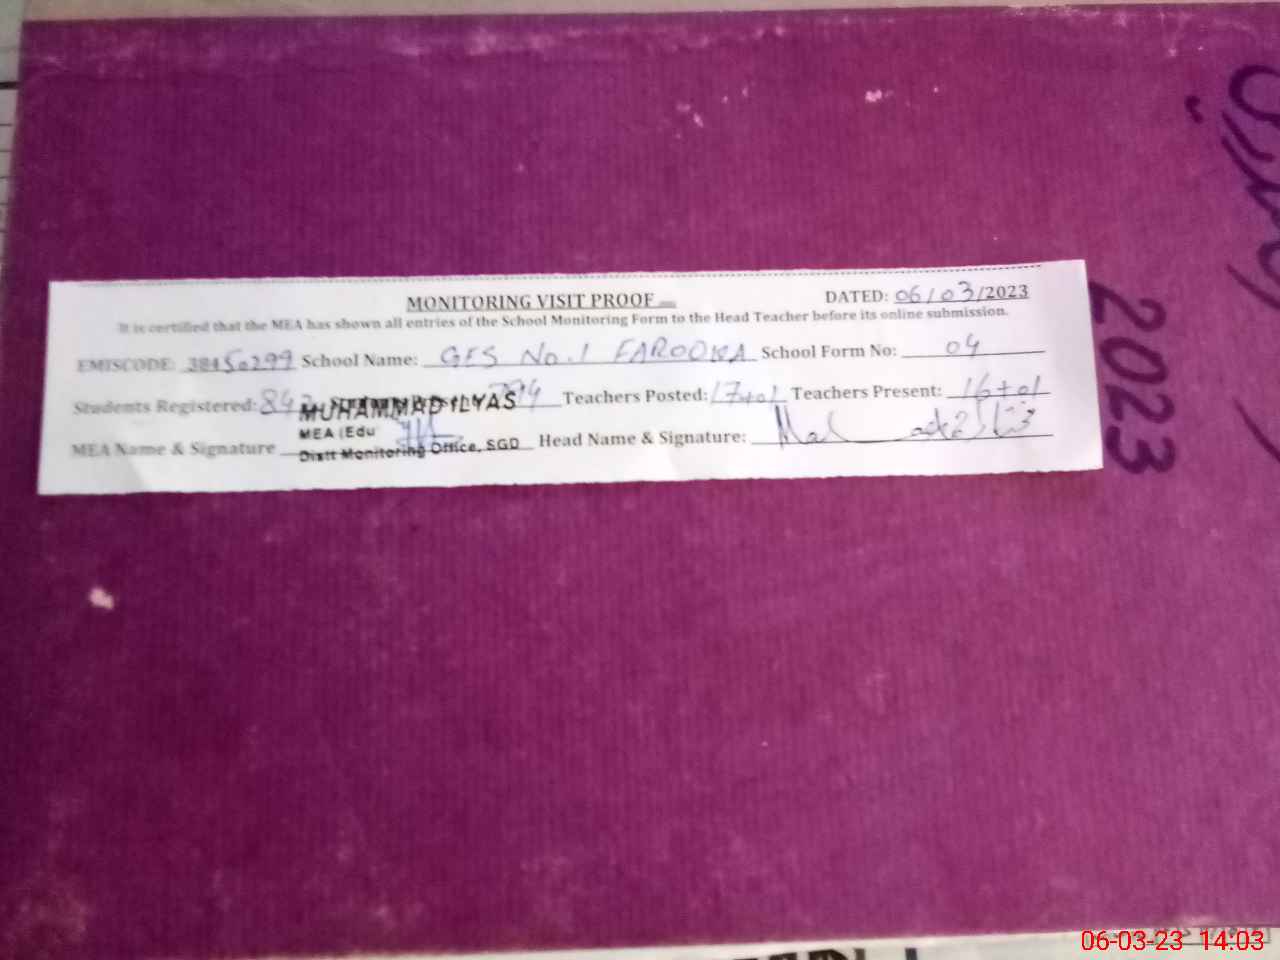 MONITORING VISIT PROOF DATED: 06/03/2023
It is certified that the MEA has shown all entries of the School Monitoring Form to the Head Teacher before its online submission.
EMISCODE: 38450299 School Name: GES No.1 FAROOKA School Form No: 04
Students Registered: Teachers Posted: 17+01 Teachers Present: 16+01
MUHAMMAD ILYAS
MEA (Edu
MEA Name & Signature Head Name & Signature:
Distt Monitoring Office, SGD
2023
06-03-23 14:03